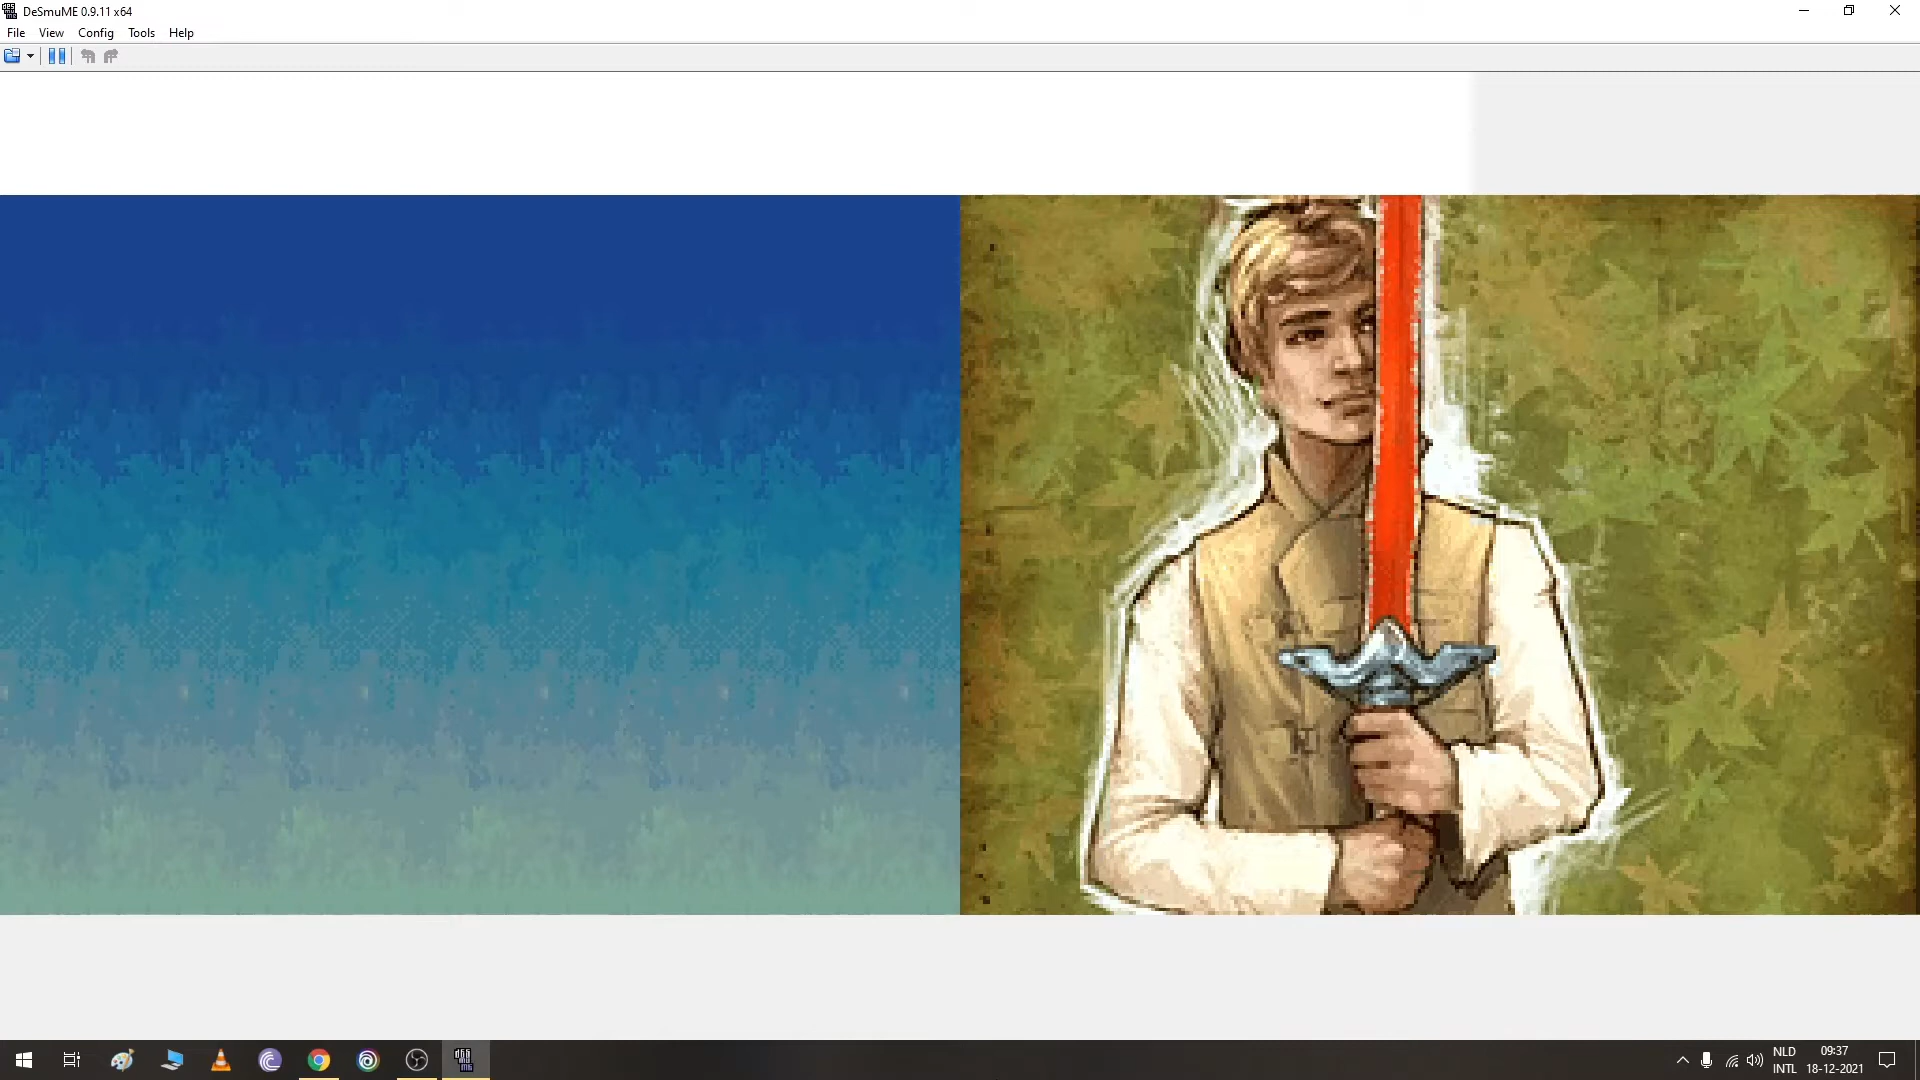 DeSmuME 0.9.11 x64
File View Config Tools Help
NLD 09:37
INTL 18-12-2021